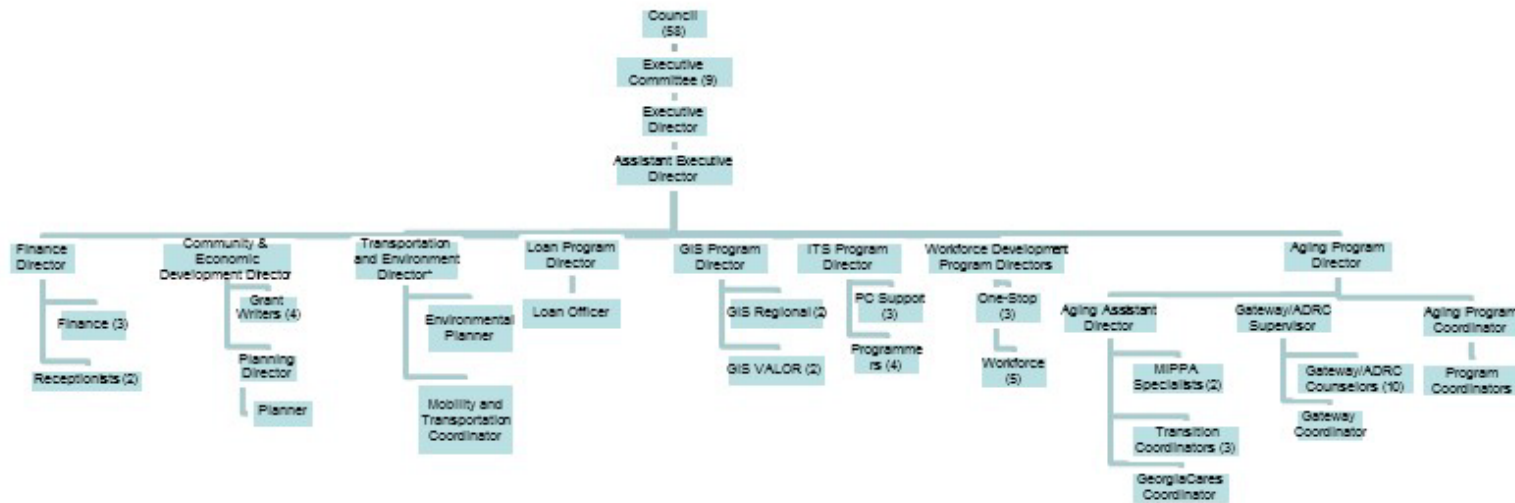 Council
(58)
Executive
Committee (9)
Executive
Director
Assistant Executive
Director
Finance
Director
Finance (3)
Receptionists (2)
Community &
Economic
Development Director
Grant
Writers (4)
Planning
Director
Planner
Transportation
and Environment
Director*
Environmental
Planner
Mobility and
Transportation
Coordinator
Loan Program
Director
Loan Officer
GIS Program
Director
GIS Regional (2)
GIS VALOR (2)
ITS Program
Director
PC Support
(3)
Programme
rs (4)
Workforce Development
Program Directors
One-Stop
(3)
Workforce
(5)
Aging Program
Director
Aging Assistant
Director
MIPPA
Specialists (2)
Transition
Coordinators (3)
GeorgiaCares
Coordinator
Gateway/ADRC
Supervisor
Gateway/ADRC
Counselors (10)
Gateway
Coordinator
Aging Program
Coordinator
Program
Coordinators